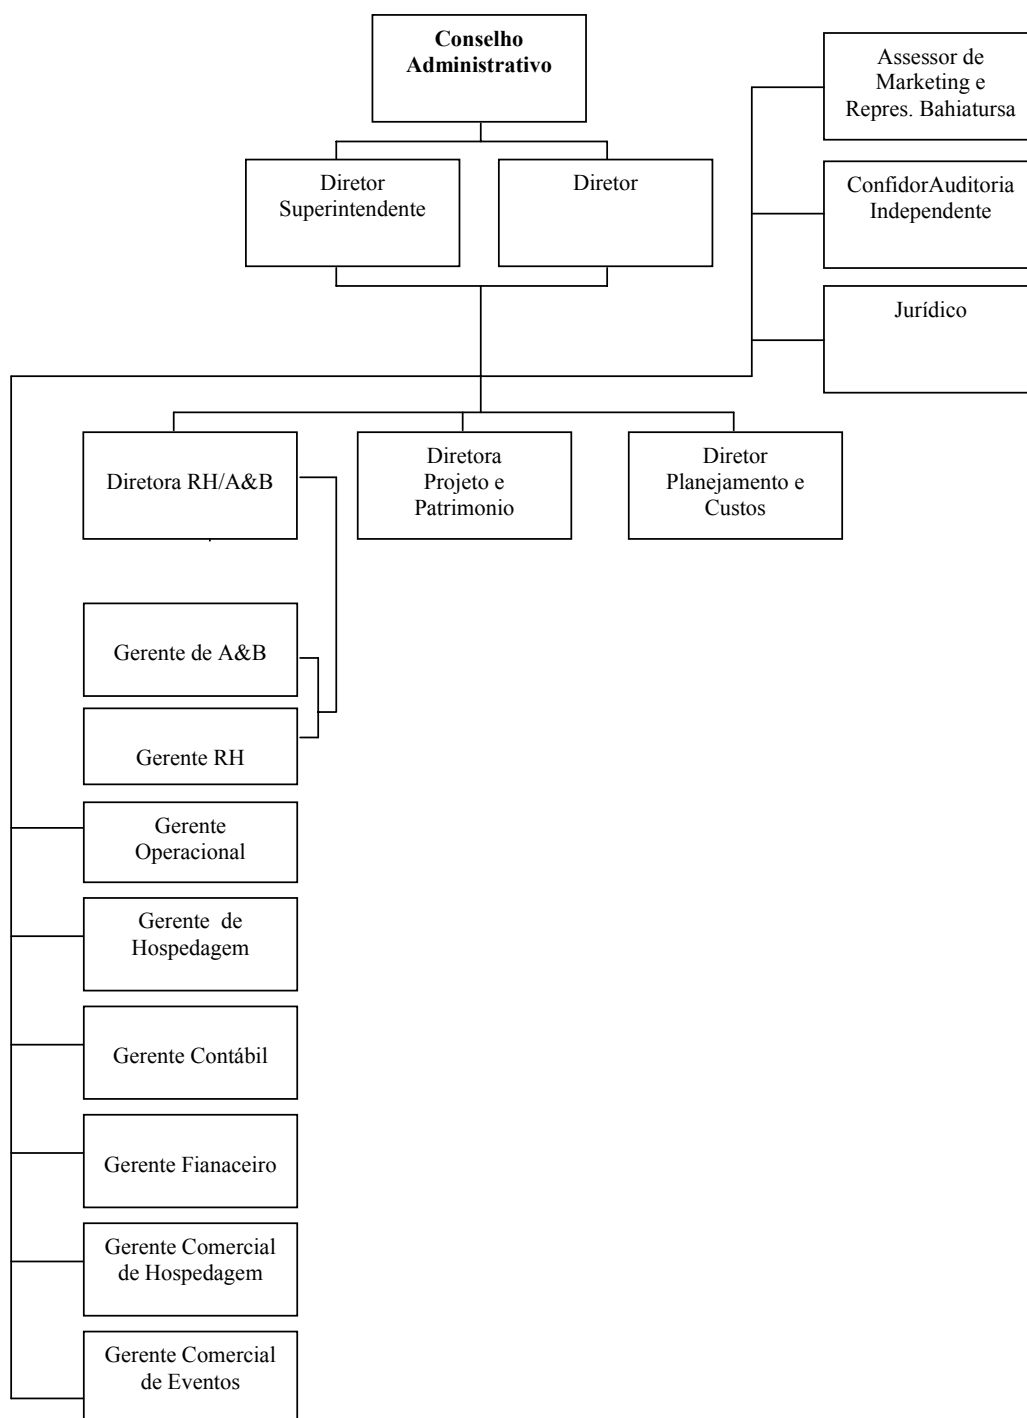 Conselho
Administrativo
Assessor de
Marketing e
Repres. Bahiatursa
Diretor
Superintendente
Diretor
ConfidorAuditoria
Independente
Jurídico
Diretora RH/A&B
Diretora
Projeto e
Patrimonio
Diretor
Planejamento e
Custos
Gerente de A&B
Gerente RH
Gerente
Operacional
Gerente de
Hospedagem
Gerente Contábil
Gerente Fianaceiro
Gerente Comercial
de Hospedagem
Gerente Comercial
de Eventos